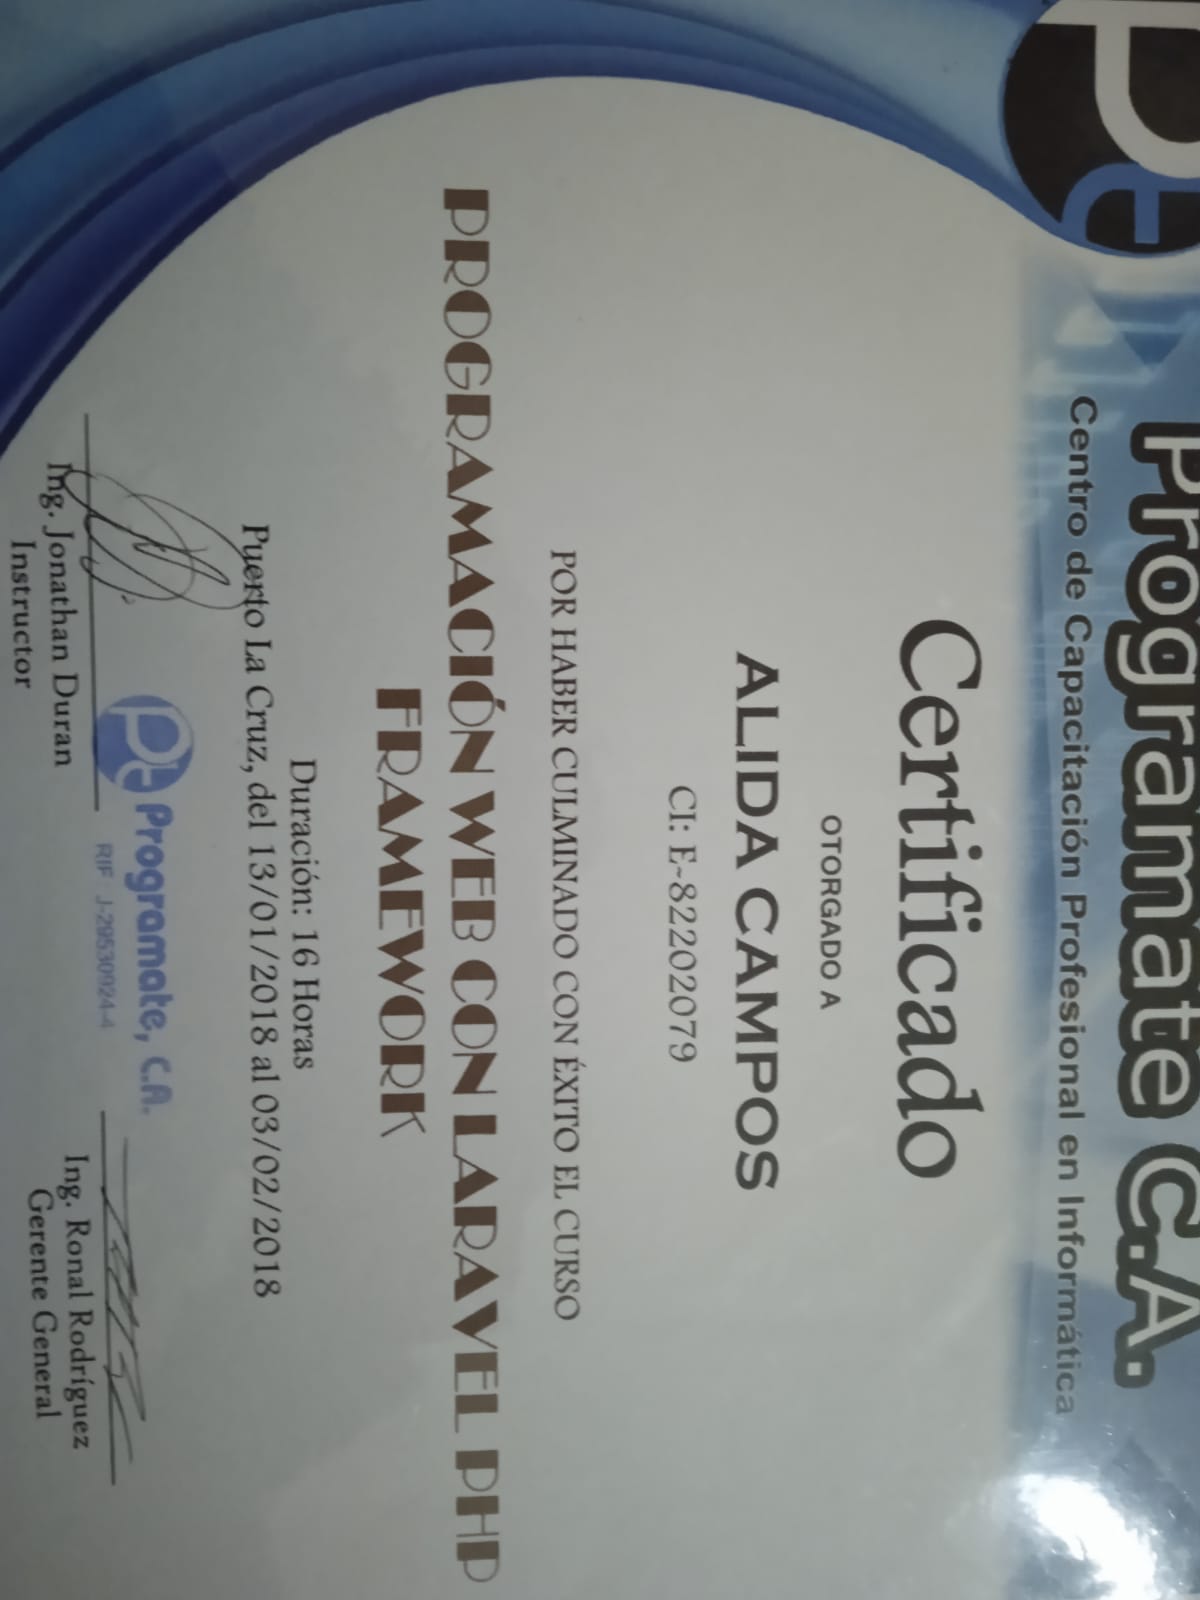 Pt
Programate C.A.
Centro de Capacitación Profesional en Informática
Certificado
OTORGADO A
ALIDA CAMPOS
CI: E-82202079
POR HABER CULMINADO CON ÉXITO EL CURSO
PROGRAMACIÓN WEB CON LARAVEL PHP
FRAMEWORK
Duración: 16 Horas
Puerto La Cruz, del 13/01/2018 al 03/02/2018
Pt Programate, C.A.
RIF: J-29530924-4
Ing. Jonathan Duran
Instructor
Ing. Ronal Rodríguez
Gerente General